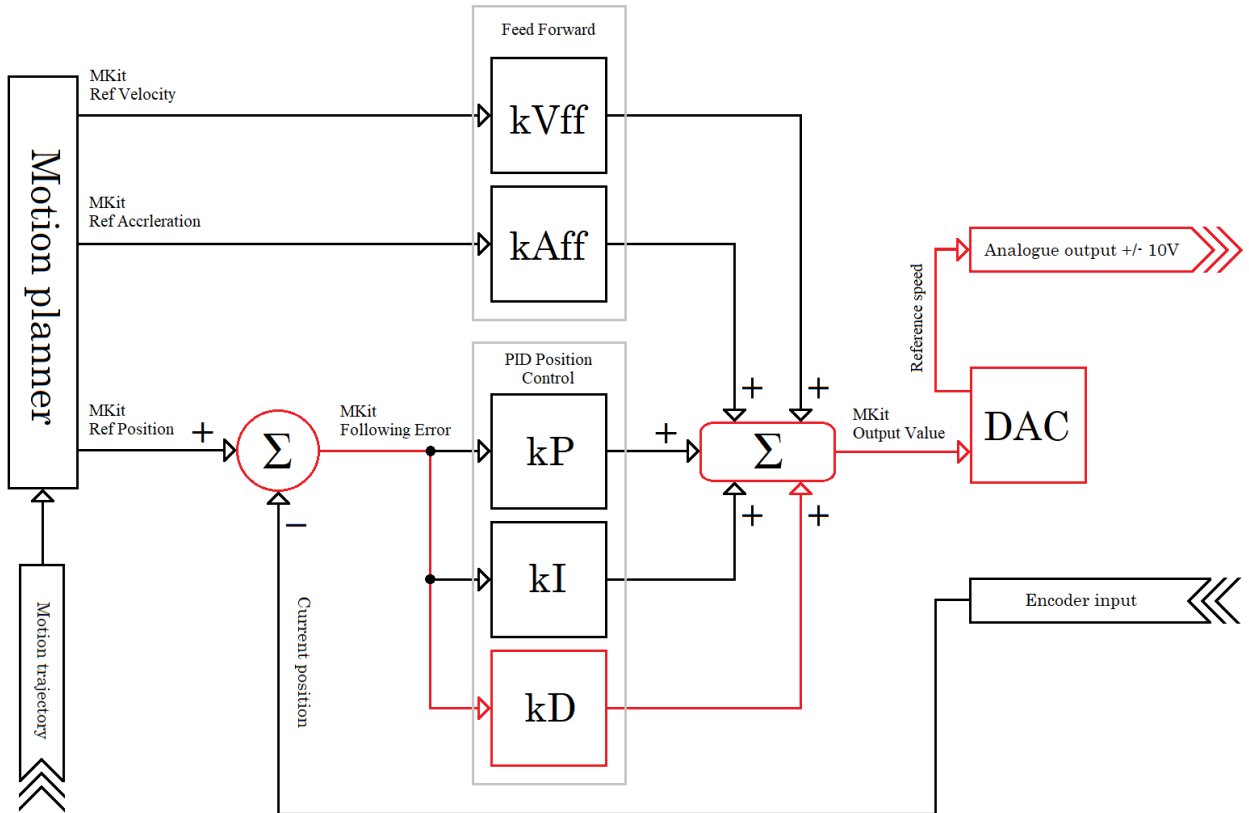 Feed Forward
MKit
Ref Velocity
kVff
Motion planner
MKit
Ref Accrleration
kAff
Analogue output +/- 10V
Reference speed
PID Position
Control
MKit
Ref Position
+
Σ
−
MKit
Following Error
kP
+
+
+
Σ
+
+
MKit
Output Value
DAC
kI
Encoder input
Motion trajectory
Current position
kD